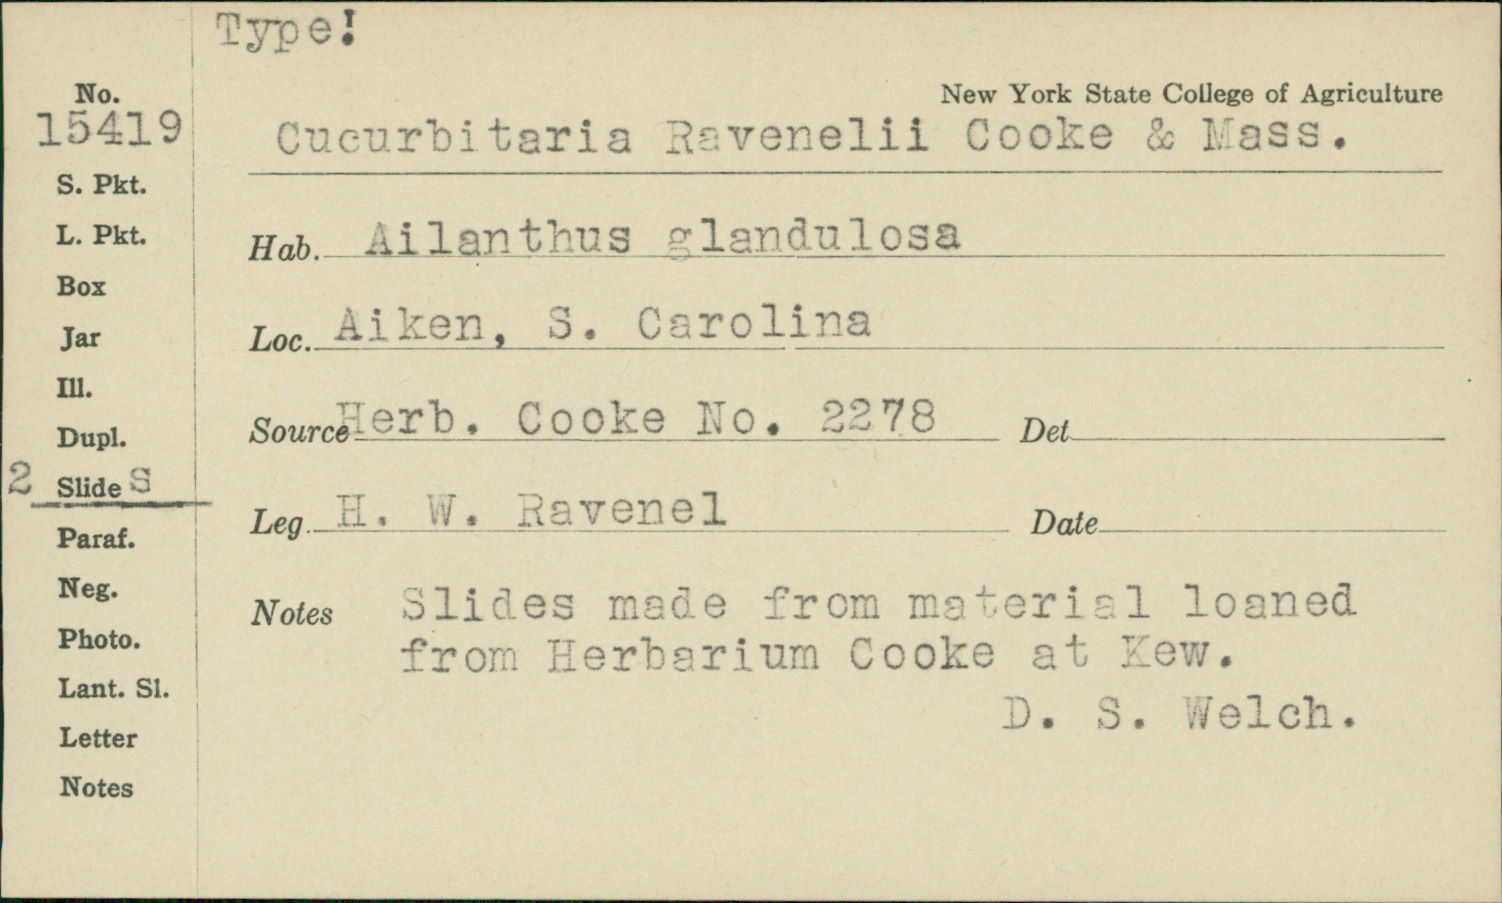 Type!
New York State College of Agriculture
No.
15419
Cucurbitaria Ravenelii Cooke & Mass.
S. Pkt.
L. Pkt.
Box
Jar
Ill.
Dupl.
2 Slides
Paraf.
Neg.
Photo.
Lant. Sl.
Letter
Notes
Hab. Ailanthus glandulosa
Loc. Aiken, S. Carolina
Source Herb. Cooke No. 2278 Det
Leg. H. W. Ravenel Date
Notes Slides made from material loaned
from Herbarium Cooke at Kew.
D. S. Welch.